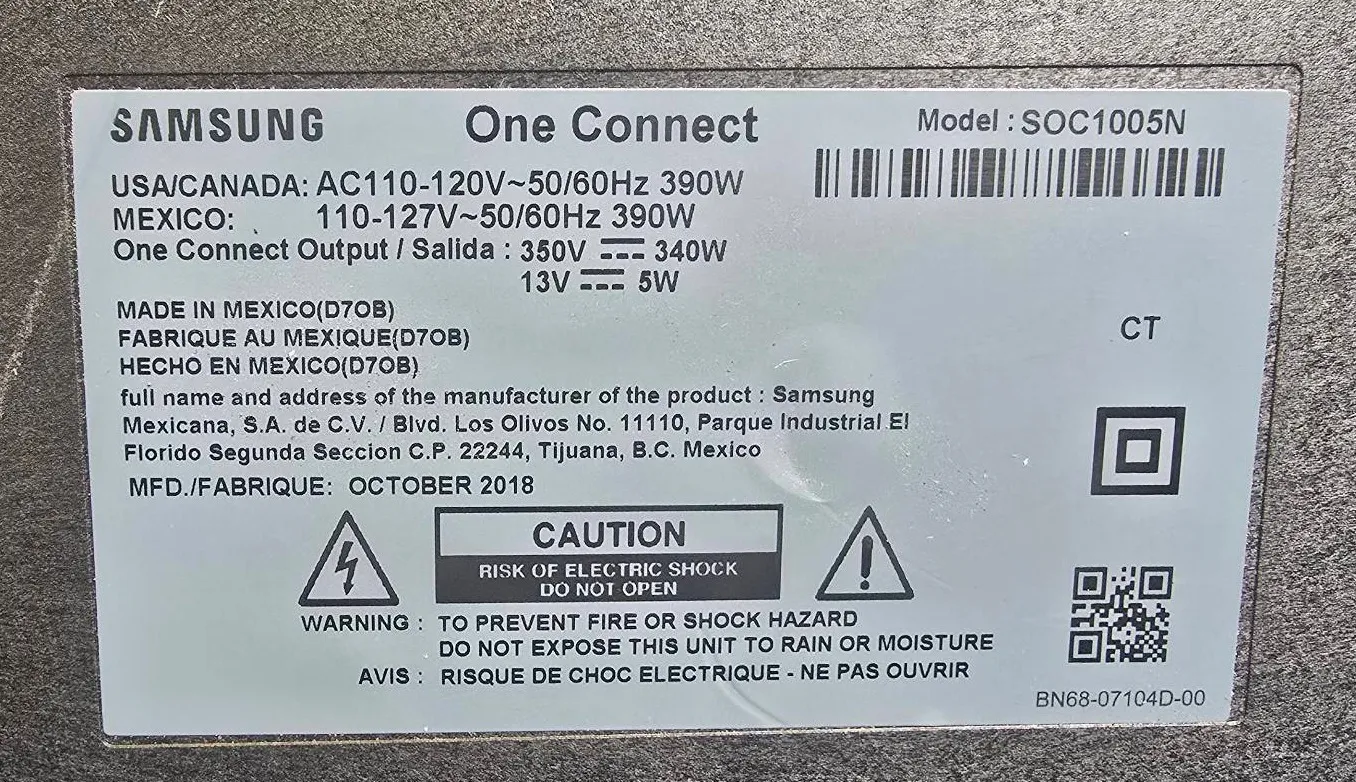 SAMSUNG One Connect Model : SOC1005N
USA/CANADA: AC110-120V~50/60Hz 390W
MEXICO: 110-127V~50/60Hz 390W
One Connect Output / Salida : 350V ⎓ 340W
13V ⎓ 5W
MADE IN MEXICO(D7OB)
FABRIQUE AU MEXIQUE(D7OB)
HECHO EN MEXICO(D7OB)
CT
full name and address of the manufacturer of the product : Samsung
Mexicana, S.A. de C.V. / Blvd. Los Olivos No. 11110, Parque Industrial El
Florido Segunda Seccion C.P. 22244, Tijuana, B.C. Mexico
MFD./FABRIQUE: OCTOBER 2018
CAUTION
RISK OF ELECTRIC SHOCK
DO NOT OPEN
WARNING : TO PREVENT FIRE OR SHOCK HAZARD
DO NOT EXPOSE THIS UNIT TO RAIN OR MOISTURE
AVIS : RISQUE DE CHOC ELECTRIQUE - NE PAS OUVRIR
BN68-07104D-00